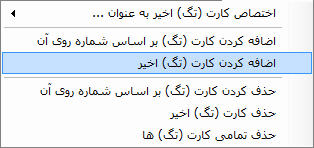 اختصاص کارت (تگ) اخیر به عنوان ...
اضافه کردن کارت (تگ) بر اساس شماره روی آن
اضافه کردن کارت (تگ) اخیر
حذف کردن کارت (تگ) بر اساس شماره روی آن
حذف کارت (تگ) اخیر
حذف تمامی کارت (تگ) ها